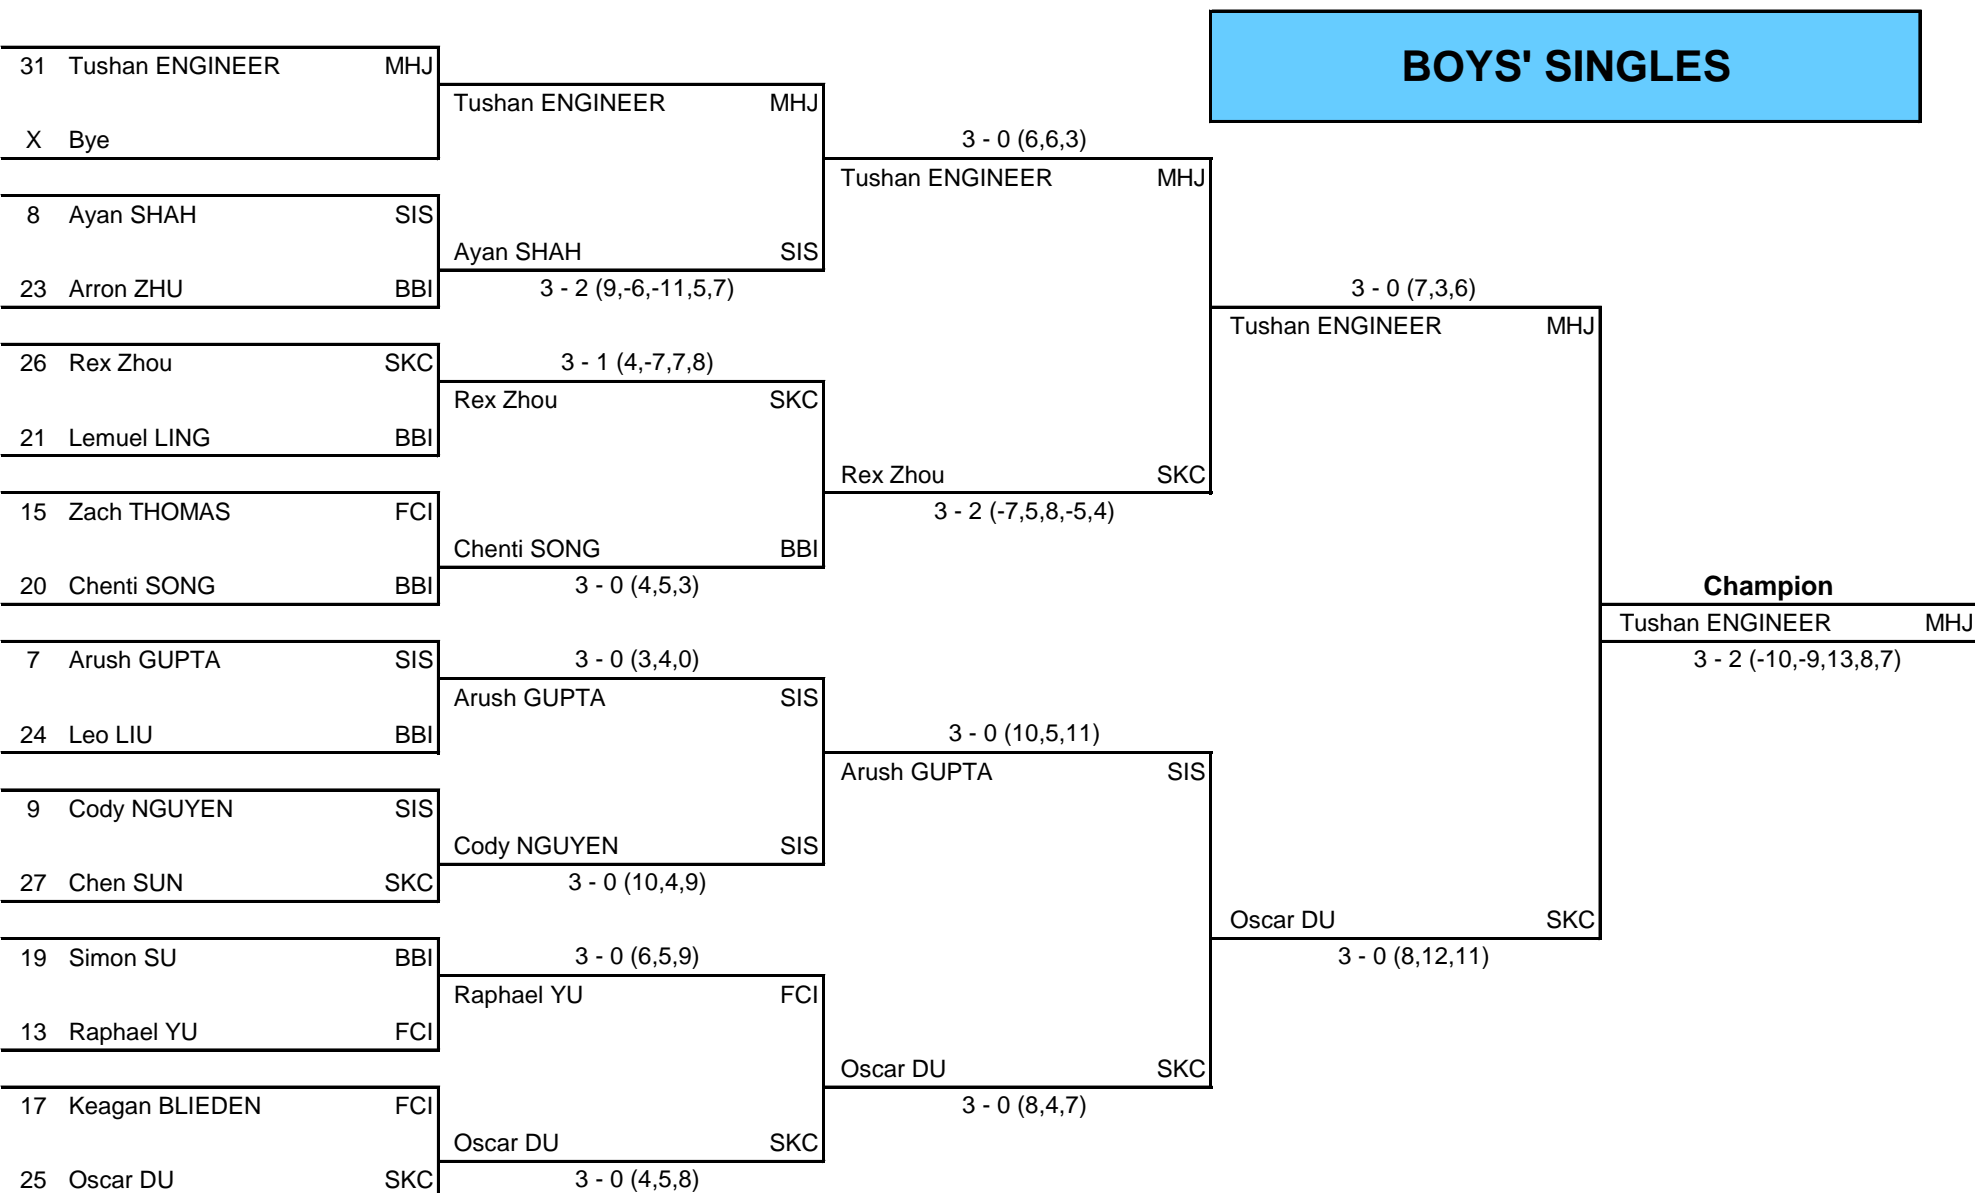 BOYS' SINGLES
31 Tushan ENGINEER MHJ
Tushan ENGINEER MHJ
X Bye 3 - 0 (6,6,3)
Tushan ENGINEER MHJ
8 Ayan SHAH SIS
Ayan SHAH SIS
23 Arron ZHU BBI 3 - 2 (9,-6,-11,5,7) 3 - 0 (7,3,6)
Tushan ENGINEER MHJ
26 Rex Zhou SKC 3 - 1 (4,-7,7,8)
Rex Zhou SKC
21 Lemuel LING BBI
Rex Zhou SKC
15 Zach THOMAS FCI 3 - 2 (-7,5,8,-5,4)
Chenti SONG BBI
20 Chenti SONG BBI 3 - 0 (4,5,3) Champion
Tushan ENGINEER MHJ
7 Arush GUPTA SIS 3 - 0 (3,4,0) 3 - 2 (-10,-9,13,8,7)
Arush GUPTA SIS
24 Leo LIU BBI 3 - 0 (10,5,11)
Arush GUPTA SIS
9 Cody NGUYEN SIS
Cody NGUYEN SIS
27 Chen SUN SKC 3 - 0 (10,4,9)
Oscar DU SKC
19 Simon SU BBI 3 - 0 (6,5,9) 3 - 0 (8,12,11)
Raphael YU FCI
13 Raphael YU FCI
Oscar DU SKC
17 Keagan BLIEDEN FCI 3 - 0 (8,4,7)
Oscar DU SKC
25 Oscar DU SKC 3 - 0 (4,5,8)